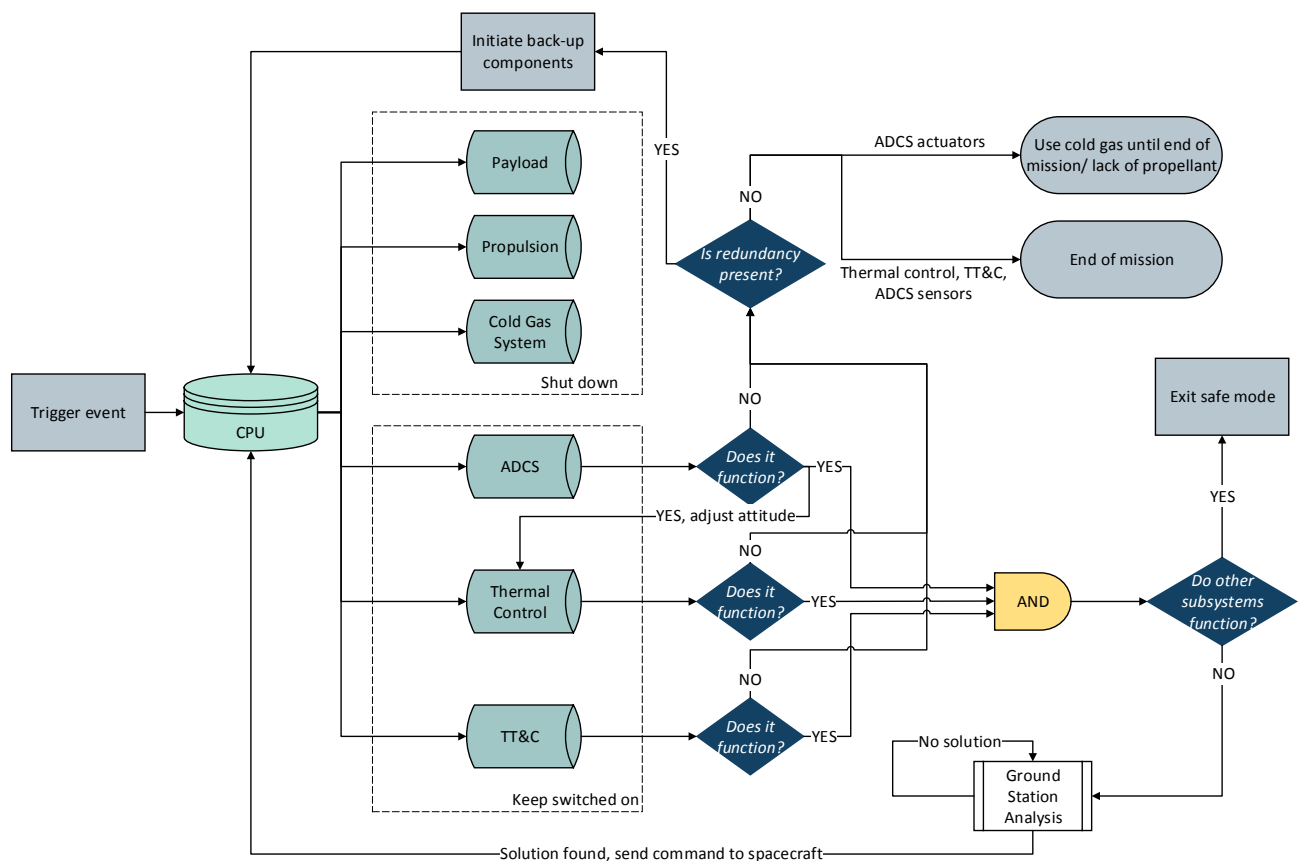 Initiate back-up
components
YES
ADCS actuators
Use cold gas until end of
mission/ lack of propellant
Payload
NO
Propulsion
Is redundancy
present?
End of mission
Thermal control, TT&C,
ADCS sensors
Cold Gas
System
Shut down
Trigger event
CPU
NO
Exit safe mode
ADCS
Does it
function?
YES
YES, adjust attitude
YES
NO
Thermal
Control
Does it
function?
YES
AND
Do other
subsystems
function?
NO
NO
TT&C
Does it
function?
YES
No solution
Ground
Station
Analysis
Keep switched on
Solution found, send command to spacecraft